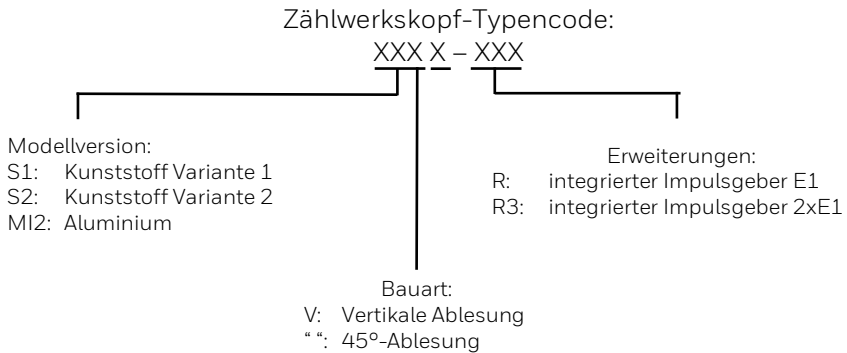 Zählwerkskopf-Typencode:
XXX X – XXX
Modellversion:
S1: Kunststoff Variante 1
S2: Kunststoff Variante 2
MI2: Aluminium
Erweiterungen:
R: integrierter Impulsgeber E1
R3: integrierter Impulsgeber 2xE1
Bauart:
V: Vertikale Ablesung
“ “: 45°-Ablesung